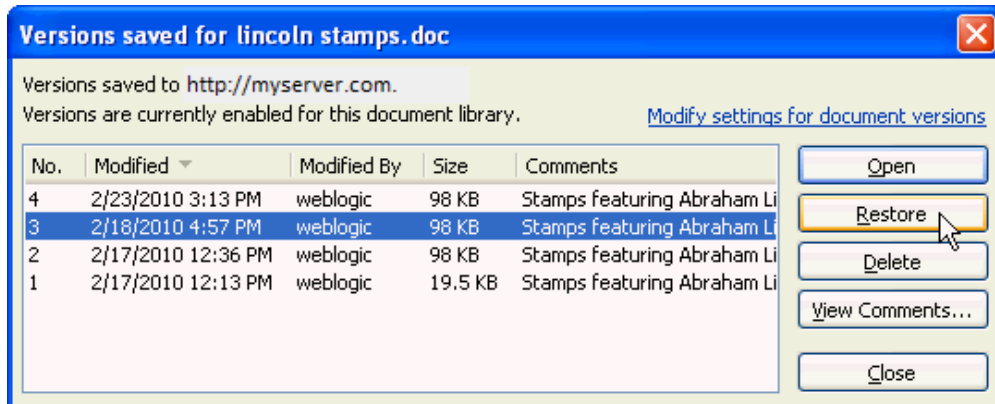 Versions saved for lincoln stamps.doc
Versions saved to http://myserver.com.
Versions are currently enabled for this document library.
Modify settings for document versions
No. Modified Modified By Size Comments
4 2/23/2010 3:13 PM weblogic 98 KB Stamps featuring Abraham Li
3 2/18/2010 4:57 PM weblogic 98 KB Stamps featuring Abraham Li
2 2/17/2010 12:36 PM weblogic 98 KB Stamps featuring Abraham Li
1 2/17/2010 12:13 PM weblogic 19.5 KB Stamps featuring Abraham Li
Open
Restore
Delete
View Comments...
Close